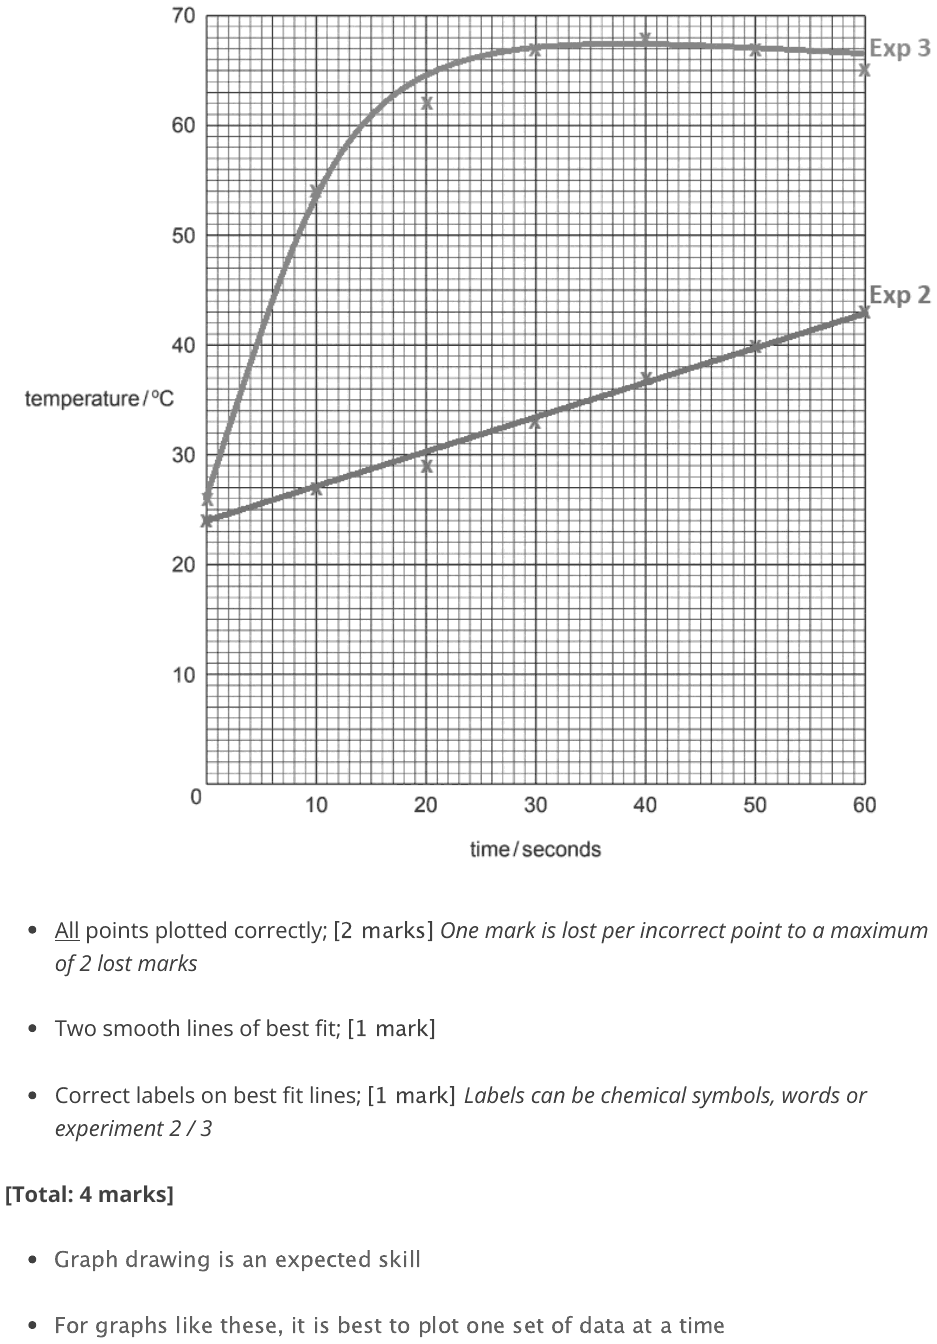 70
Exp 3
60
50
Exp 2
40
temperature / °C
30
20
10
0
10 20 30 40 50 60
time / seconds
• All points plotted correctly; [2 marks] One mark is lost per incorrect point to a maximum
of 2 lost marks
• Two smooth lines of best fit; [1 mark]
• Correct labels on best fit lines; [1 mark] Labels can be chemical symbols, words or
experiment 2 / 3
[Total: 4 marks]
• Graph drawing is an expected skill
• For graphs like these, it is best to plot one set of data at a time